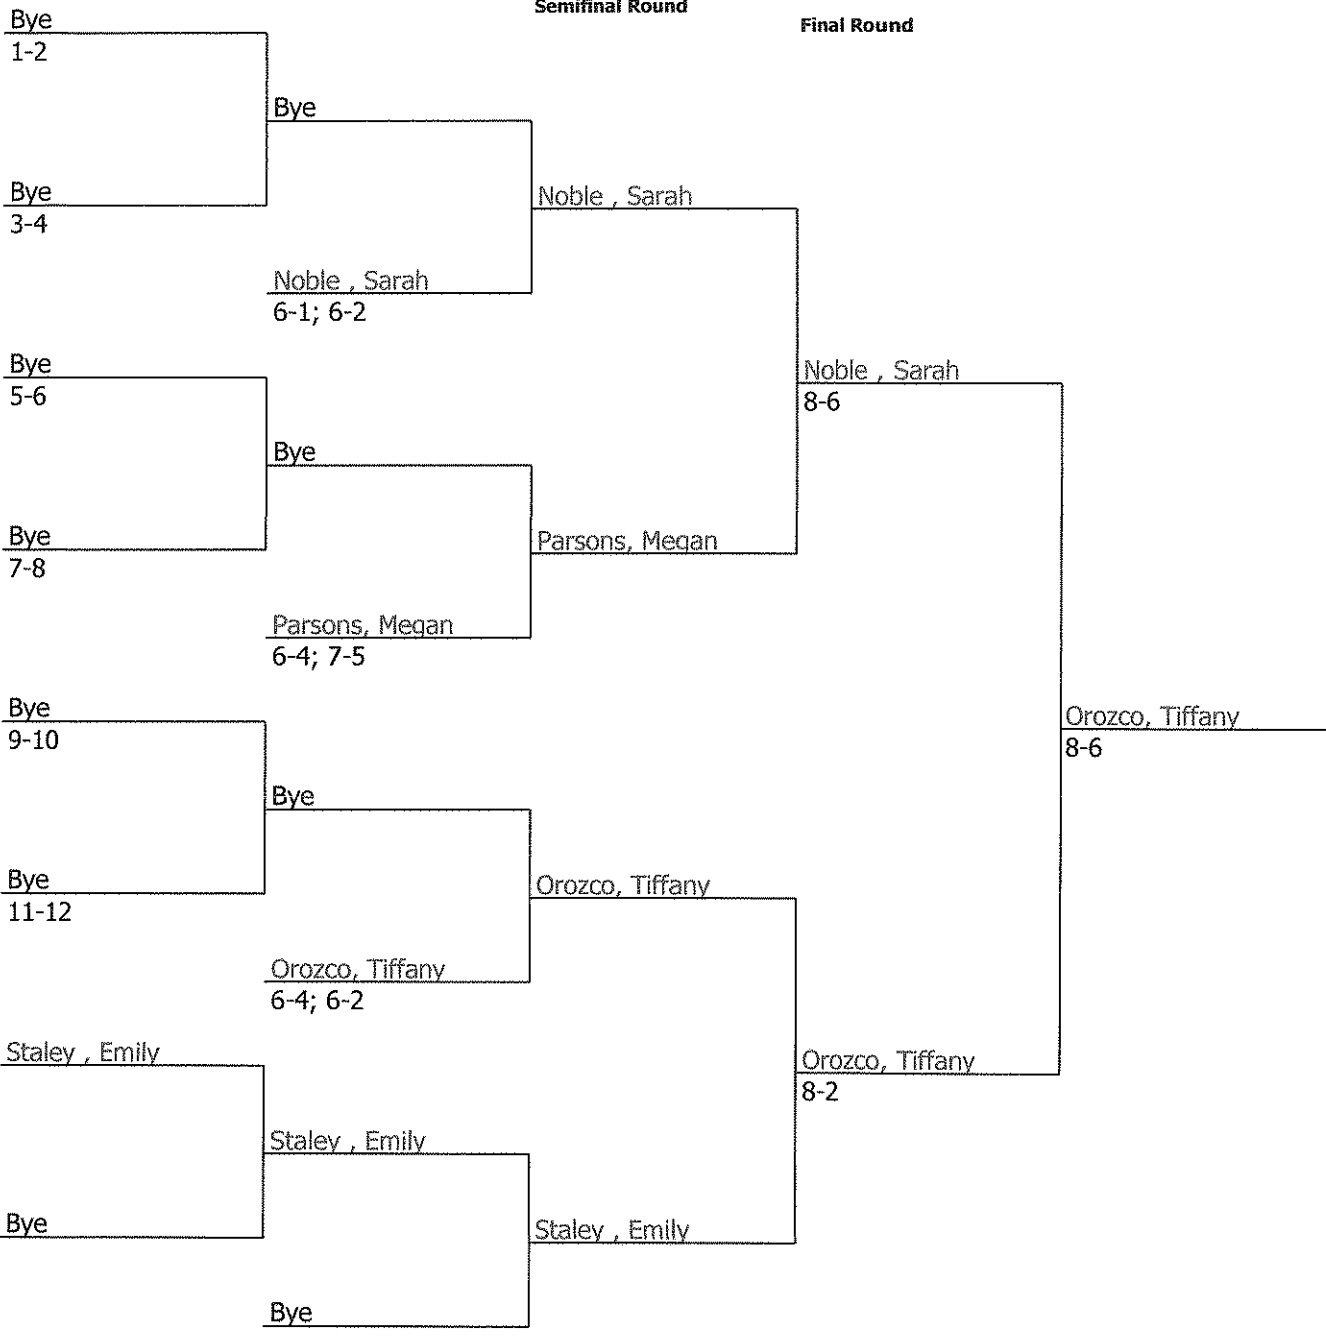 Semifinal Round
Final Round
Bye
1-2
Bye
Bye
3-4
Noble , Sarah
Noble , Sarah
6-1; 6-2
Bye
5-6
Noble , Sarah
8-6
Bye
Bye
7-8
Parsons, Megan
Parsons, Megan
6-4; 7-5
Bye
9-10
Orozco, Tiffany
8-6
Bye
Bye
11-12
Orozco, Tiffany
Orozco, Tiffany
6-4; 6-2
Staley , Emily
Orozco, Tiffany
8-2
Staley , Emily
Bye
Staley , Emily
Bye